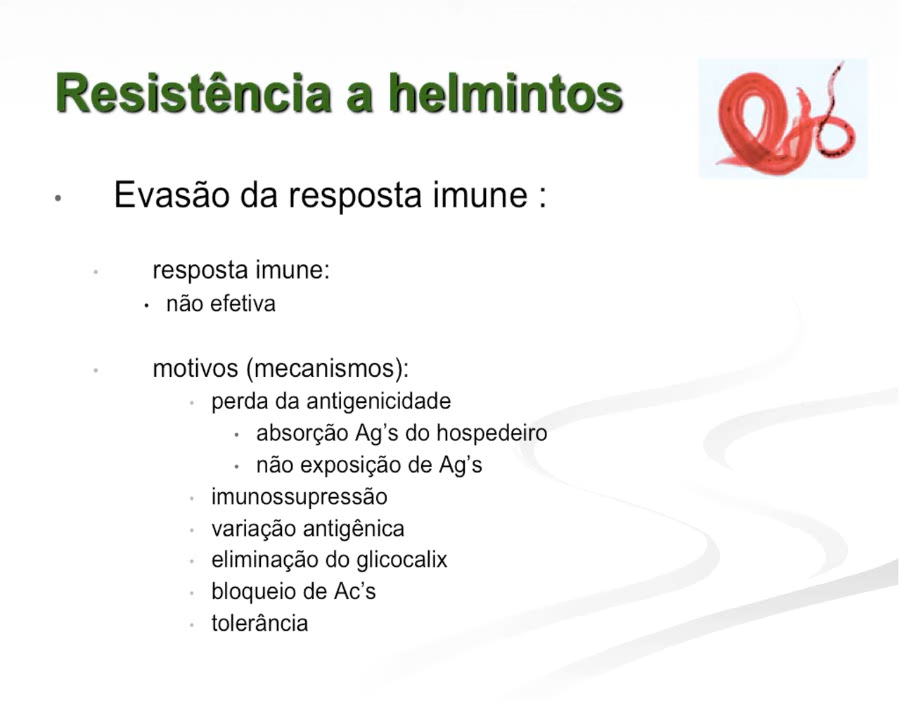 Resistência a helmintos
• Evasão da resposta imune :
• resposta imune:
• não efetiva
• motivos (mecanismos):
• perda da antigenicidade
• absorção Ag’s do hospedeiro
• não exposição de Ag’s
• imunossupressão
• variação antigênica
• eliminação do glicocalix
• bloqueio de Ac’s
• tolerância